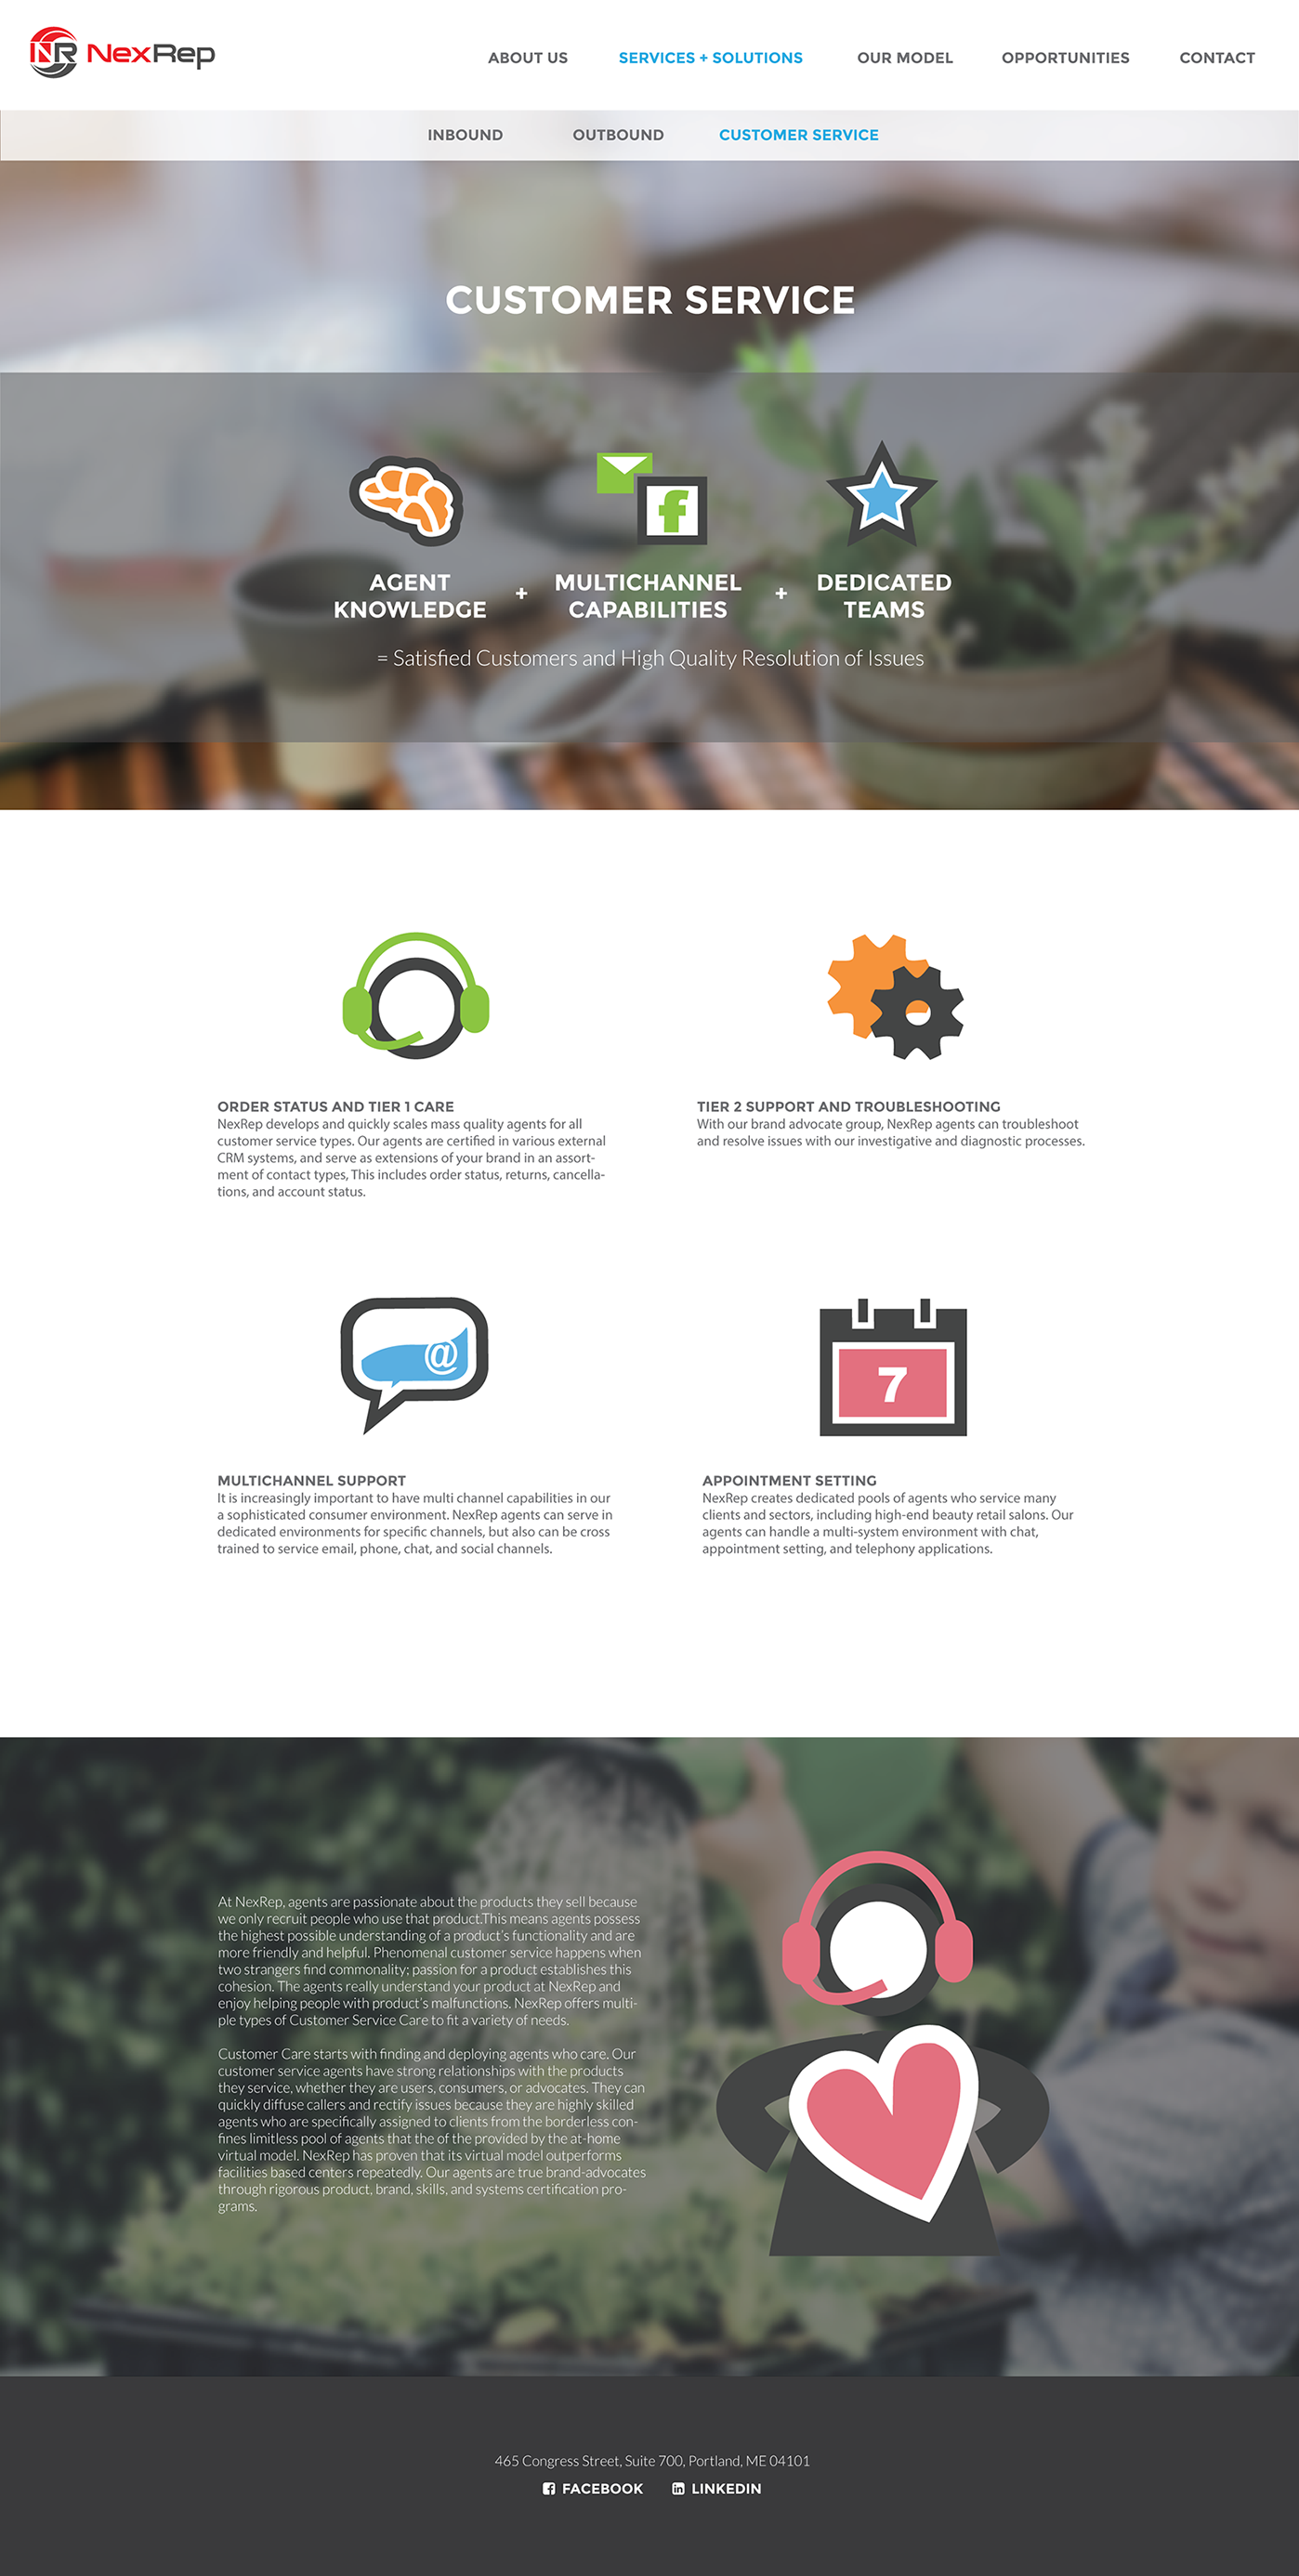 NR NexRep
ABOUT US SERVICES + SOLUTIONS OUR MODEL OPPORTUNITIES CONTACT
INBOUND OUTBOUND CUSTOMER SERVICE
CUSTOMER SERVICE
f
AGENT KNOWLEDGE + MULTICHANNEL CAPABILITIES + DEDICATED TEAMS
= Satisfied Customers and High Quality Resolution of Issues
ORDER STATUS AND TIER 1 CARE
NexRep develops and quickly scales mass quality agents for all
customer service types. Our agents are certified in various external
CRM systems, and serve as extensions of your brand in an assort-
ment of contact types, This includes order status, returns, cancella-
tions, and account status.
TIER 2 SUPPORT AND TROUBLESHOOTING
With our brand advocate group, NexRep agents can troubleshoot
and resolve issues with our investigative and diagnostic processes.
@
MULTICHANNEL SUPPORT
It is increasingly important to have multi channel capabilities in our
a sophisticated consumer environment. NexRep agents can serve in
dedicated environments for specific channels, but also can be cross
trained to service email, phone, chat, and social channels.
7
APPOINTMENT SETTING
NexRep creates dedicated pools of agents who service many
clients and sectors, including high-end beauty retail salons. Our
agents can handle a multi-system environment with chat,
appointment setting, and telephony applications.
At NexRep, agents are passionate about the products they sell because
we only recruit people who use that product.This means agents possess
the highest possible understanding of a product's functionality and are
more friendly and helpful. Phenomenal customer service happens when
two strangers find commonality; passion for a product establishes this
cohesion. The agents really understand your product at NexRep and
enjoy helping people with product's malfunctions. NexRep offers multi-
ple types of Customer Service Care to fit a variety of needs.
Customer Care starts with finding and deploying agents who care. Our
customer service agents have strong relationships with the products
they service, whether they are users, consumers, or advocates. They can
quickly diffuse callers and rectify issues because they are highly skilled
agents who are specifically assigned to clients from the borderless con-
fines limitless pool of agents that the of the provided by the at-home
virtual model. NexRep has proven that its virtual model outperforms
facilities based centers repeatedly. Our agents are true brand-advocates
through rigorous product, brand, skills, and systems certification pro-
grams.
465 Congress Street, Suite 700, Portland, ME 04101
FACEBOOK LINKEDIN